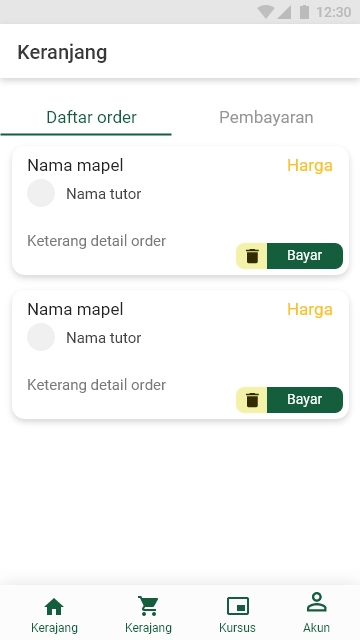 12:30
Keranjang
Daftar order
Pembayaran
Nama mapel
Harga
Nama tutor
Keterang detail order
Bayar
Nama mapel
Harga
Nama tutor
Keterang detail order
Bayar
Kerajang
Kerajang
Kursus
Akun